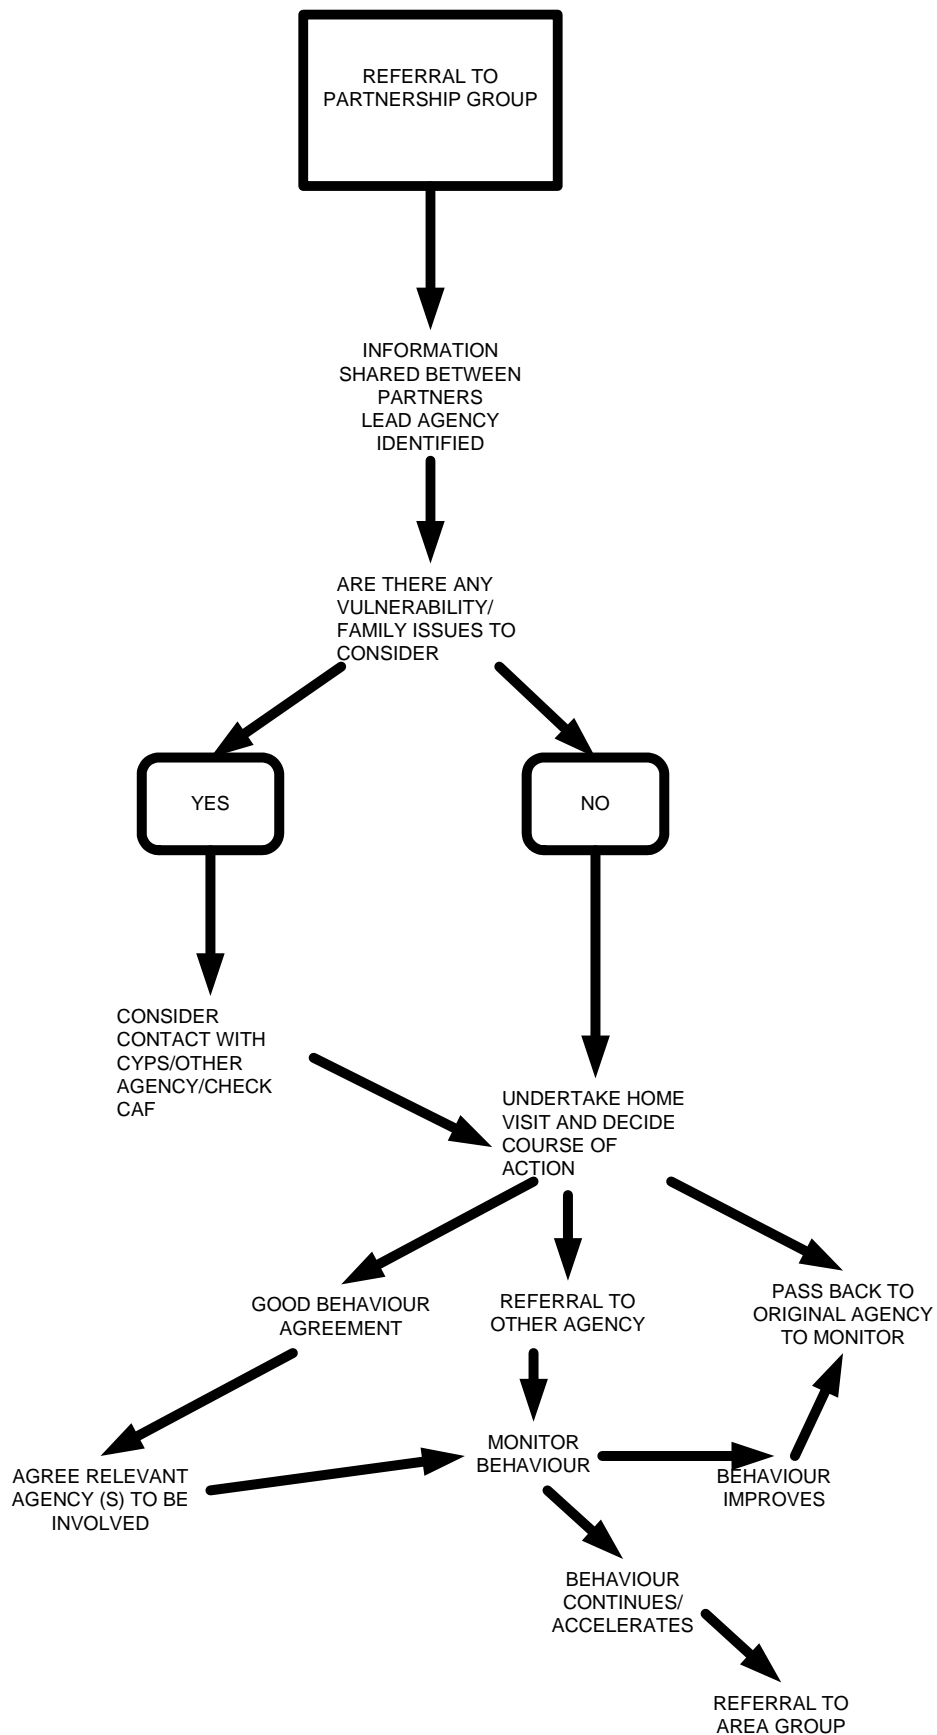 REFERRAL TO
PARTNERSHIP GROUP
INFORMATION
SHARED BETWEEN
PARTNERS
LEAD AGENCY
IDENTIFIED
ARE THERE ANY
VULNERABILITY/
FAMILY ISSUES TO
CONSIDER
YES
NO
CONSIDER
CONTACT WITH
CYPS/OTHER
AGENCY/CHECK
CAF
UNDERTAKE HOME
VISIT AND DECIDE
COURSE OF
ACTION
GOOD BEHAVIOUR
AGREEMENT
REFERRAL TO
OTHER AGENCY
PASS BACK TO
ORIGINAL AGENCY
TO MONITOR
AGREE RELEVANT
AGENCY (S) TO BE
INVOLVED
MONITOR
BEHAVIOUR
BEHAVIOUR
IMPROVES
BEHAVIOUR
CONTINUES/
ACCELERATES
REFERRAL TO
AREA GROUP